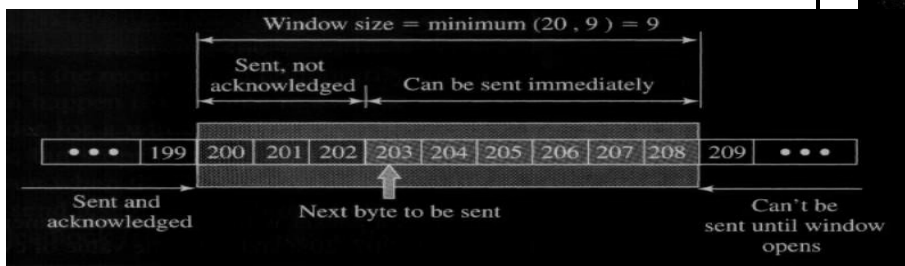 Window size = minimum (20 , 9 ) = 9
Sent, not
acknowledged
Can be sent immediately
• • • 199 200 201 202 203 204 205 206 207 208 209 • • •
Sent and
acknowledged
Next byte to be sent
Can't be
sent until window
opens